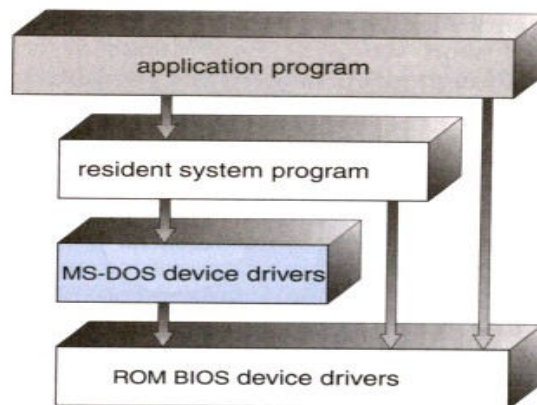 application program
resident system program
MS-DOS device drivers
ROM BIOS device drivers